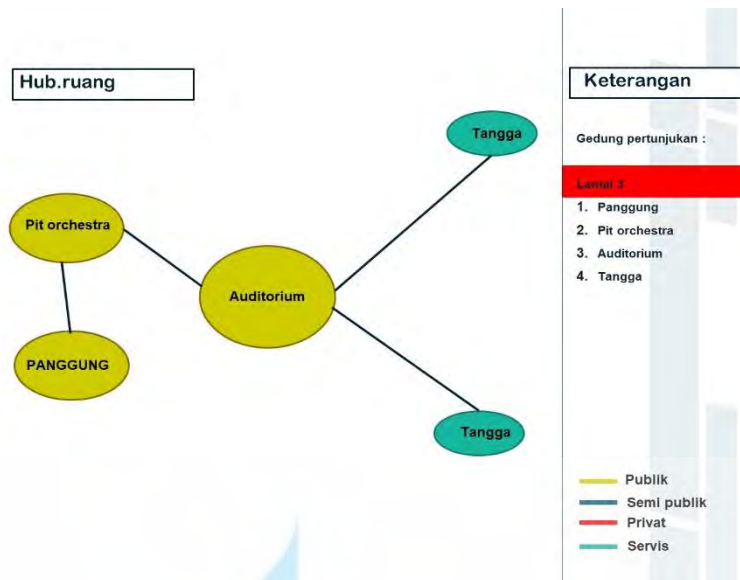 Hub.ruang
Keterangan
Tangga
Gedung pertunjukan :
Lantai 3
1. Panggung
Pit orchestra
2. Pit orchestra
3. Auditorium
4. Tangga
Auditorium
PANGGUNG
Tangga
Publik
Semi publik
Privat
Servis